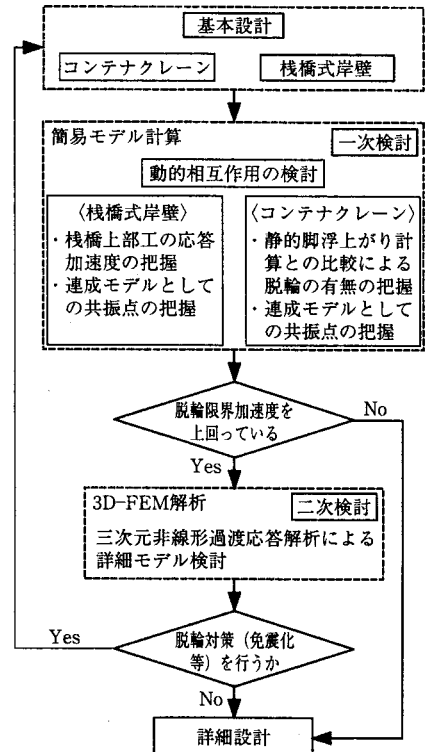 基本設計
コンテナクレーン
桟橋式岸壁
簡易モデル計算
一次検討
動的相互作用の検討
〈桟橋式岸壁〉
・桟橋上部工の応答
加速度の把握
・連成モデルとして
の共振点の把握
〈コンテナクレーン〉
・静的脚浮上がり計
算との比較による
脱輪の有無の把握
・連成モデルとして
の共振点の把握
脱輪限界加速度を
上回っている
No
Yes
3D-FEM解析
二次検討
三次元非線形過渡応答解析による
詳細モデル検討
Yes
脱輪対策（免震化
等）を行うか
No
詳細設計